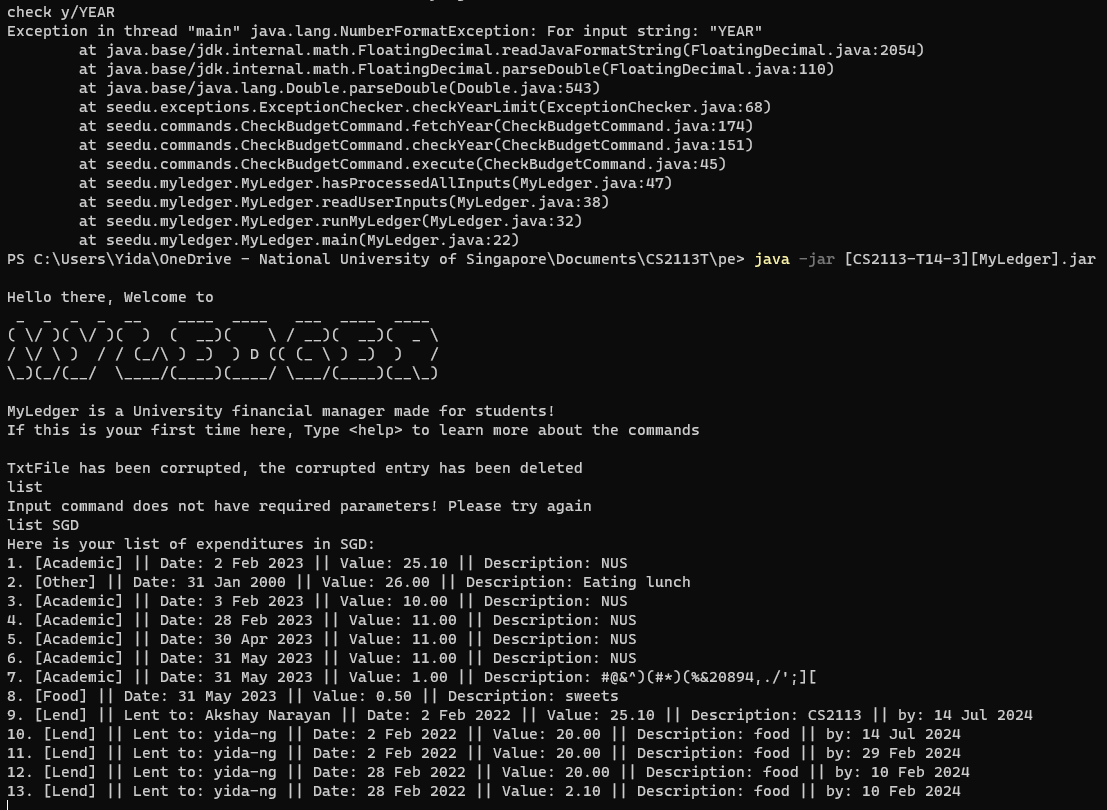 check y/YEAR
Exception in thread "main" java.lang.NumberFormatException: For input string: "YEAR"
        at java.base/jdk.internal.math.FloatingDecimal.readJavaFormatString(FloatingDecimal.java:2054)
        at java.base/jdk.internal.math.FloatingDecimal.parseDouble(FloatingDecimal.java:110)
        at java.base/java.lang.Double.parseDouble(Double.java:543)
        at seedu.exceptions.ExceptionChecker.checkYearLimit(ExceptionChecker.java:68)
        at seedu.commands.CheckBudgetCommand.fetchYear(CheckBudgetCommand.java:174)
        at seedu.commands.CheckBudgetCommand.checkYear(CheckBudgetCommand.java:151)
        at seedu.commands.CheckBudgetCommand.execute(CheckBudgetCommand.java:45)
        at seedu.myledger.MyLedger.hasProcessedAllInputs(MyLedger.java:47)
        at seedu.myledger.MyLedger.readUserInputs(MyLedger.java:38)
        at seedu.myledger.MyLedger.runMyLedger(MyLedger.java:32)
        at seedu.myledger.MyLedger.main(MyLedger.java:22)
PS C:\Users\Yida\OneDrive - National University of Singapore\Documents\CS2113T\pe> java -jar [CS2113-T14-3][MyLedger].jar
Hello there, Welcome to
 _  _  _  _  __    ____  ____   ___  ____  ____
( \/ )( \/ )(  )  (  __)(    \ / __)(  __)(  _ \
/ \/ \ )  / / (_/\ ) _)  ) D (( (_ \ ) _)  )   /
\_)(_/(__/  \____/(____)(____/ \___/(____)(__\_)
MyLedger is a University financial manager made for students!
If this is your first time here, Type <help> to learn more about the commands
TxtFile has been corrupted, the corrupted entry has been deleted
list
Input command does not have required parameters! Please try again
list SGD
Here is your list of expenditures in SGD:
1. [Academic] || Date: 2 Feb 2023 || Value: 25.10 || Description: NUS
2. [Other] || Date: 31 Jan 2000 || Value: 26.00 || Description: Eating lunch
3. [Academic] || Date: 3 Feb 2023 || Value: 10.00 || Description: NUS
4. [Academic] || Date: 28 Feb 2023 || Value: 11.00 || Description: NUS
5. [Academic] || Date: 30 Apr 2023 || Value: 11.00 || Description: NUS
6. [Academic] || Date: 31 May 2023 || Value: 11.00 || Description: NUS
7. [Academic] || Date: 31 May 2023 || Value: 1.00 || Description: #@&^)(#*)(%&20894,./';][
8. [Food] || Date: 31 May 2023 || Value: 0.50 || Description: sweets
9. [Lend] || Lent to: Akshay Narayan || Date: 2 Feb 2022 || Value: 25.10 || Description: CS2113 || by: 14 Jul 2024
10. [Lend] || Lent to: yida-ng || Date: 2 Feb 2022 || Value: 20.00 || Description: food || by: 14 Jul 2024
11. [Lend] || Lent to: yida-ng || Date: 2 Feb 2022 || Value: 20.00 || Description: food || by: 29 Feb 2024
12. [Lend] || Lent to: yida-ng || Date: 28 Feb 2022 || Value: 20.00 || Description: food || by: 10 Feb 2024
13. [Lend] || Lent to: yida-ng || Date: 28 Feb 2022 || Value: 2.10 || Description: food || by: 10 Feb 2024